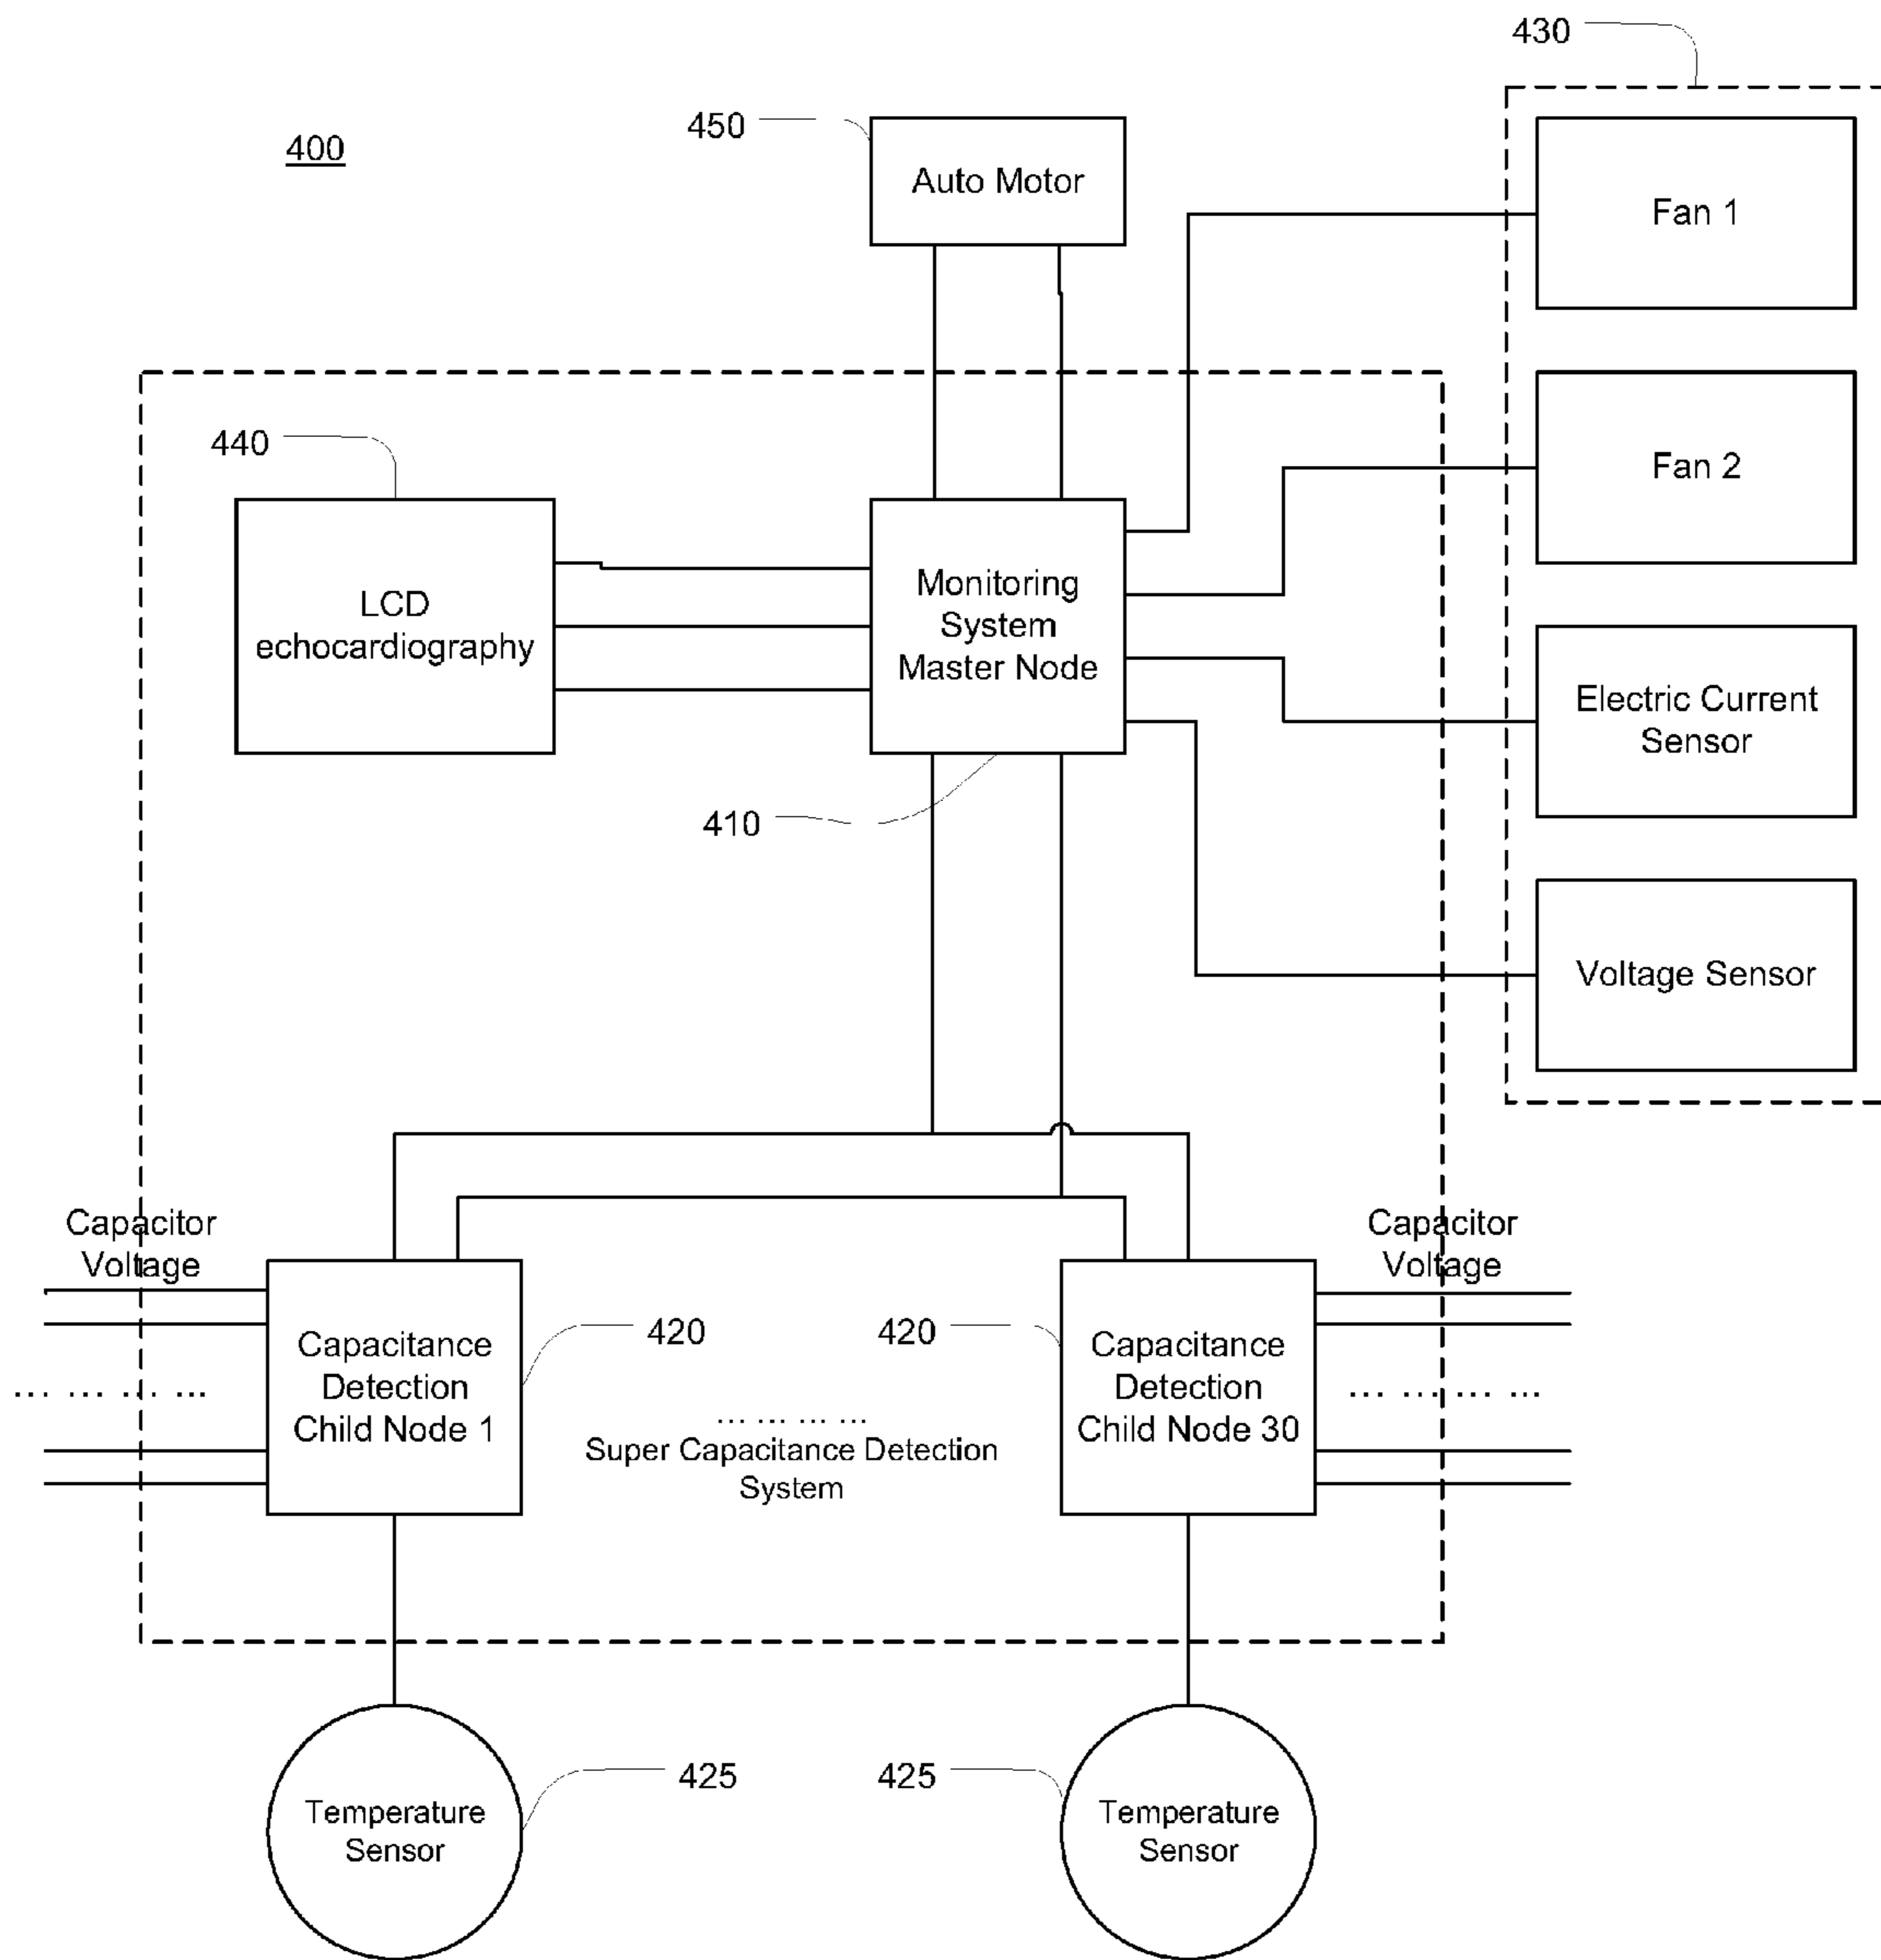 430
450
400
Auto Motor
Fan 1
440
Fan 2
LCD
echocardiography
Monitoring
System
Master Node
Electric Current
Sensor
410
Voltage Sensor
Capacitor
Voltage
Capacitor
Voltage
Capacitance
Detection
Child Node 1
420
420
Capacitance
Detection
Child Node 30
... ... ... ...
... ... ... ...
... ... ... ...
Super Capacitance Detection
System
425
425
Temperature
Sensor
Temperature
Sensor